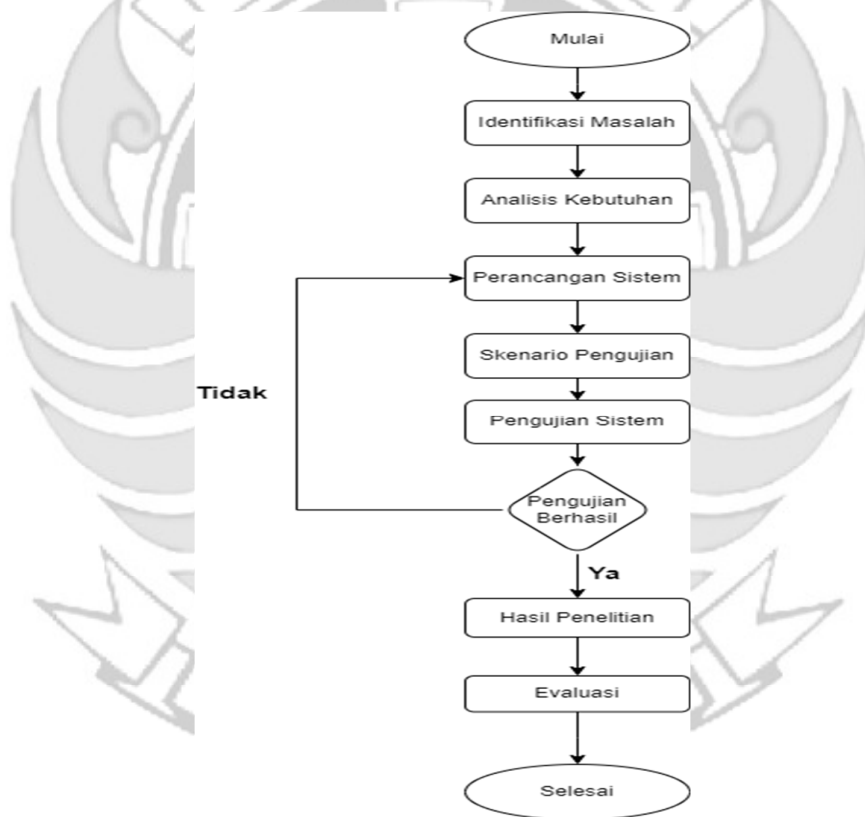 Mulai
Identifikasi Masalah
Analisis Kebutuhan
Perancangan Sistem
Skenario Pengujian
Tidak
Pengujian Sistem
Pengujian
Berhasil
Ya
Hasil Penelitian
Evaluasi
Selesai